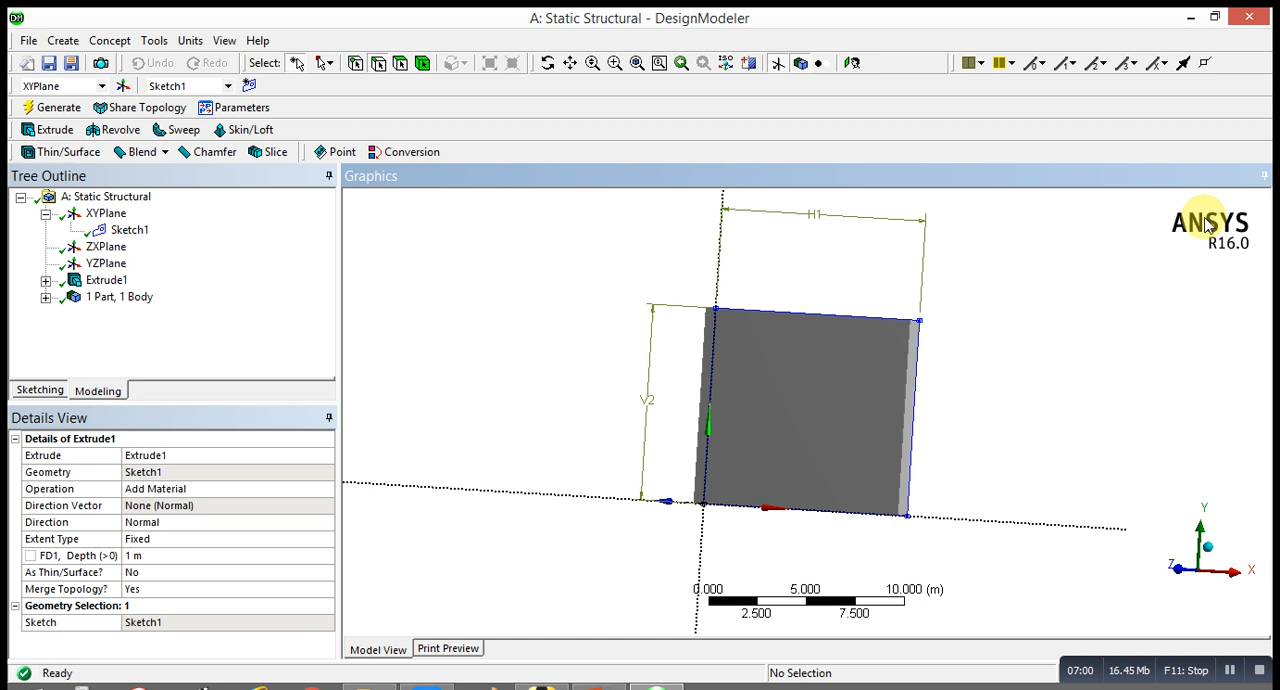 A: Static Structural - DesignModeler
File Create Concept Tools Units View Help
Undo Redo Select:
XYPlane Sketch1
Generate Share Topology Parameters
Extrude Revolve Sweep Skin/Loft
Thin/Surface Blend Chamfer Slice Point Conversion
Tree Outline
A: Static Structural
XYPlane
Sketch1
ZXPlane
YZPlane
Extrude1
1 Part, 1 Body
Sketching Modeling
Details View
Details of Extrude1
Extrude Extrude1
Geometry Sketch1
Operation Add Material
Direction Vector None (Normal)
Direction Normal
Extent Type Fixed
FD1, Depth (>0) 1 m
As Thin/Surface? No
Merge Topology? Yes
Geometry Selection: 1
Sketch Sketch1
Graphics
ANSYS
R16.0
H1
V2
Y
Z
X
0.000 5.000 10.000 (m)
2.500 7.500
Model View Print Preview
Ready
No Selection
07:00 16.45 Mb F11: Stop